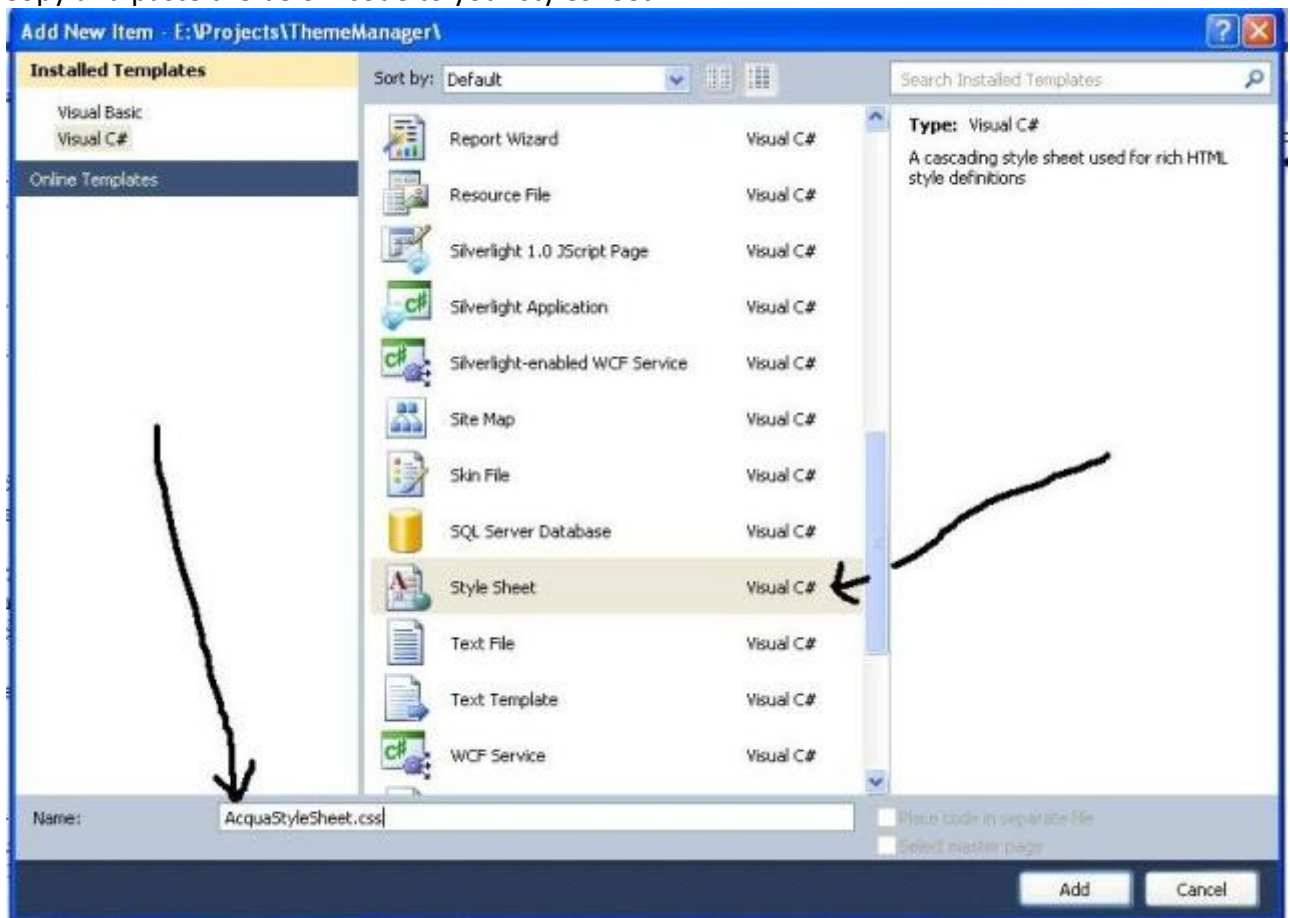 Add New Item - E:\Projects\ThemeManager\
Installed Templates
Visual Basic
Visual C#
Online Templates
Sort by: Default
Search Installed Templates
Report Wizard Visual C#
Resource File Visual C#
Silverlight 1.0 JScript Page Visual C#
Silverlight Application Visual C#
Silverlight-enabled WCF Service Visual C#
Site Map Visual C#
Skin File Visual C#
SQL Server Database Visual C#
Style Sheet Visual C#
Text File Visual C#
Text Template Visual C#
WCF Service Visual C#
Type: Visual C#
A cascading style sheet used for rich HTML
style definitions
Name: AcquaStyleSheet.css
Place code in separate file
Select master page
Add Cancel